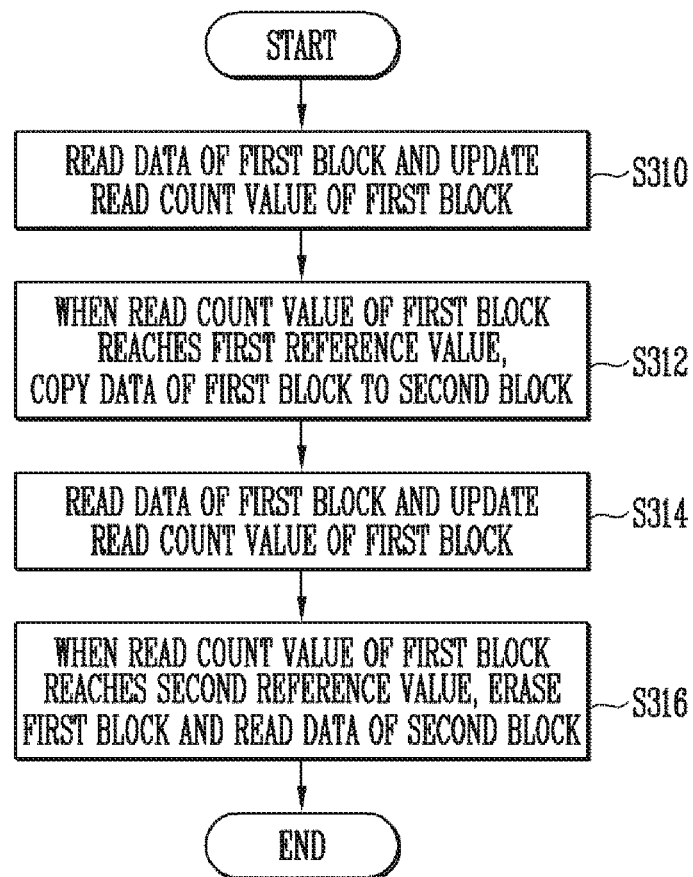 START
READ DATA OF FIRST BLOCK AND UPDATE
READ COUNT VALUE OF FIRST BLOCK
S310
WHEN READ COUNT VALUE OF FIRST BLOCK
REACHES FIRST REFERENCE VALUE,
COPY DATA OF FIRST BLOCK TO SECOND BLOCK
S312
READ DATA OF FIRST BLOCK AND UPDATE
READ COUNT VALUE OF FIRST BLOCK
S314
WHEN READ COUNT VALUE OF FIRST BLOCK
REACHES SECOND REFERENCE VALUE, ERASE
FIRST BLOCK AND READ DATA OF SECOND BLOCK
S316
END